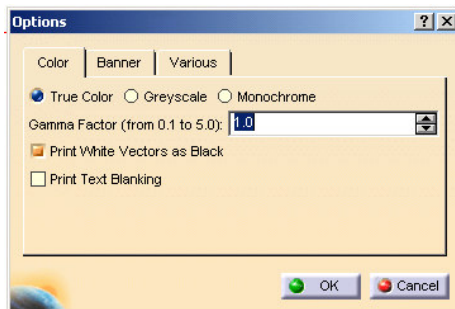 Options
Color Banner Various
True Color Greyscale Monochrome
Gamma Factor (from 0.1 to 5.0): 1.0
Print White Vectors as Black
Print Text Blanking
OK Cancel